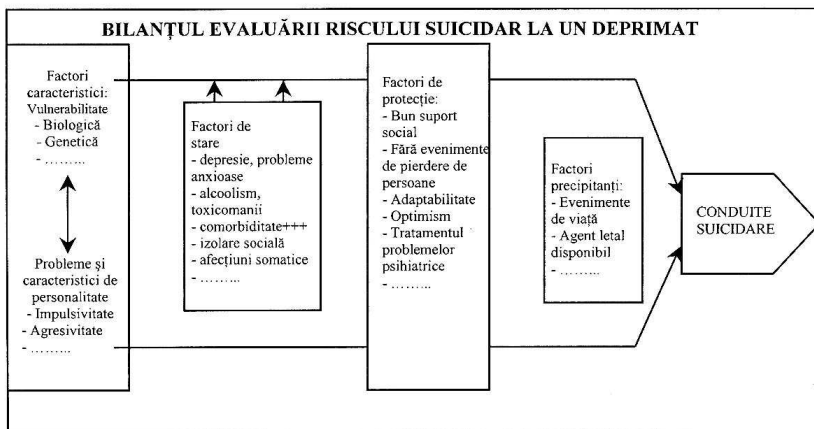 BILANȚUL EVALUĂRII RISCULUI SUICIDAR LA UN DEPRIMAT
Factori
caracteristici:
Vulnerabilitate
- Biologică
- Genetică
- ………..
Probleme și
caracteristici de
personalitate
- Impulsivitate
- Agresivitate
- ………..
Factori de
stare
- depresie, probleme
anxioase
- alcoolism,
toxicomanii
- comorbiditate+++
- izolare socială
- afecțiuni somatice
- ………..
Factori de
protecție:
- Bun suport
social
- Fără evenimente
de pierdere de
persoane
- Adaptabilitate
- Optimism
- Tratamentul
problemelor
psihiatrice
- ………..
Factori
precipitanți:
- Evenimente
de viață
- Agent letal
disponibil
- ………..
CONDUITE
SUICIDARE